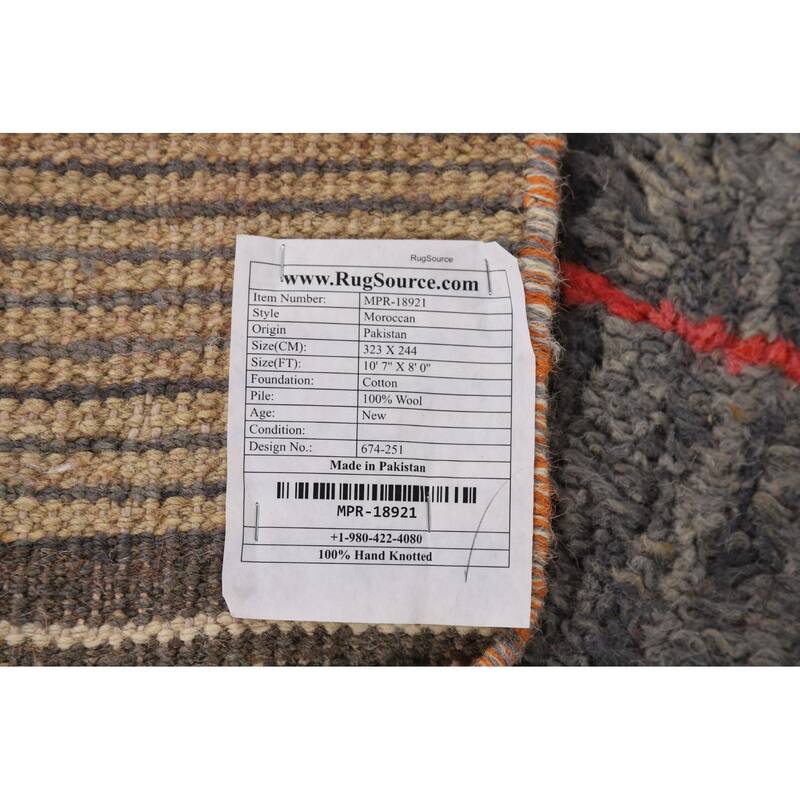 RugSource
www.RugSource.com
Item Number: MPR-18921
Style Moroccan
Origin Pakistan
Size(CM): 323 X 244
Size(FT): 10' 7" X 8' 0"
Foundation: Cotton
Pile: 100% Wool
Age: New
Condition:
Design No.: 674-251
Made in Pakistan
MPR-18921
+1-980-422-4080
100% Hand Knotted